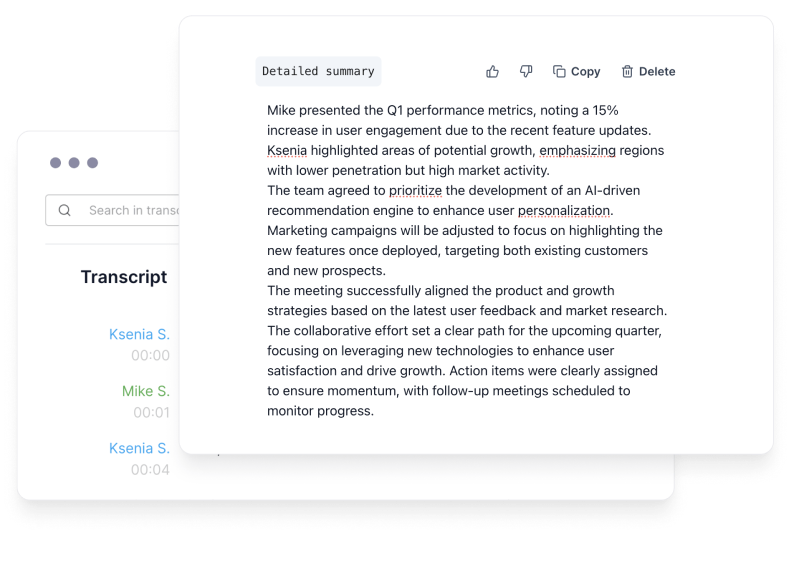 Detailed summary
Copy
Delete
Mike presented the Q1 performance metrics, noting a 15%
increase in user engagement due to the recent feature updates.
Ksenia highlighted areas of potential growth, emphasizing regions
with lower penetration but high market activity.
The team agreed to prioritize the development of an AI-driven
recommendation engine to enhance user personalization.
Marketing campaigns will be adjusted to focus on highlighting the
new features once deployed, targeting both existing customers
and new prospects.
The meeting successfully aligned the product and growth
strategies based on the latest user feedback and market research.
The collaborative effort set a clear path for the upcoming quarter,
focusing on leveraging new technologies to enhance user
satisfaction and drive growth. Action items were clearly assigned
to ensure momentum, with follow-up meetings scheduled to
monitor progress.
Search in transc
Transcript
Ksenia S.
00:00
Mike S.
00:01
Ksenia S.
00:04